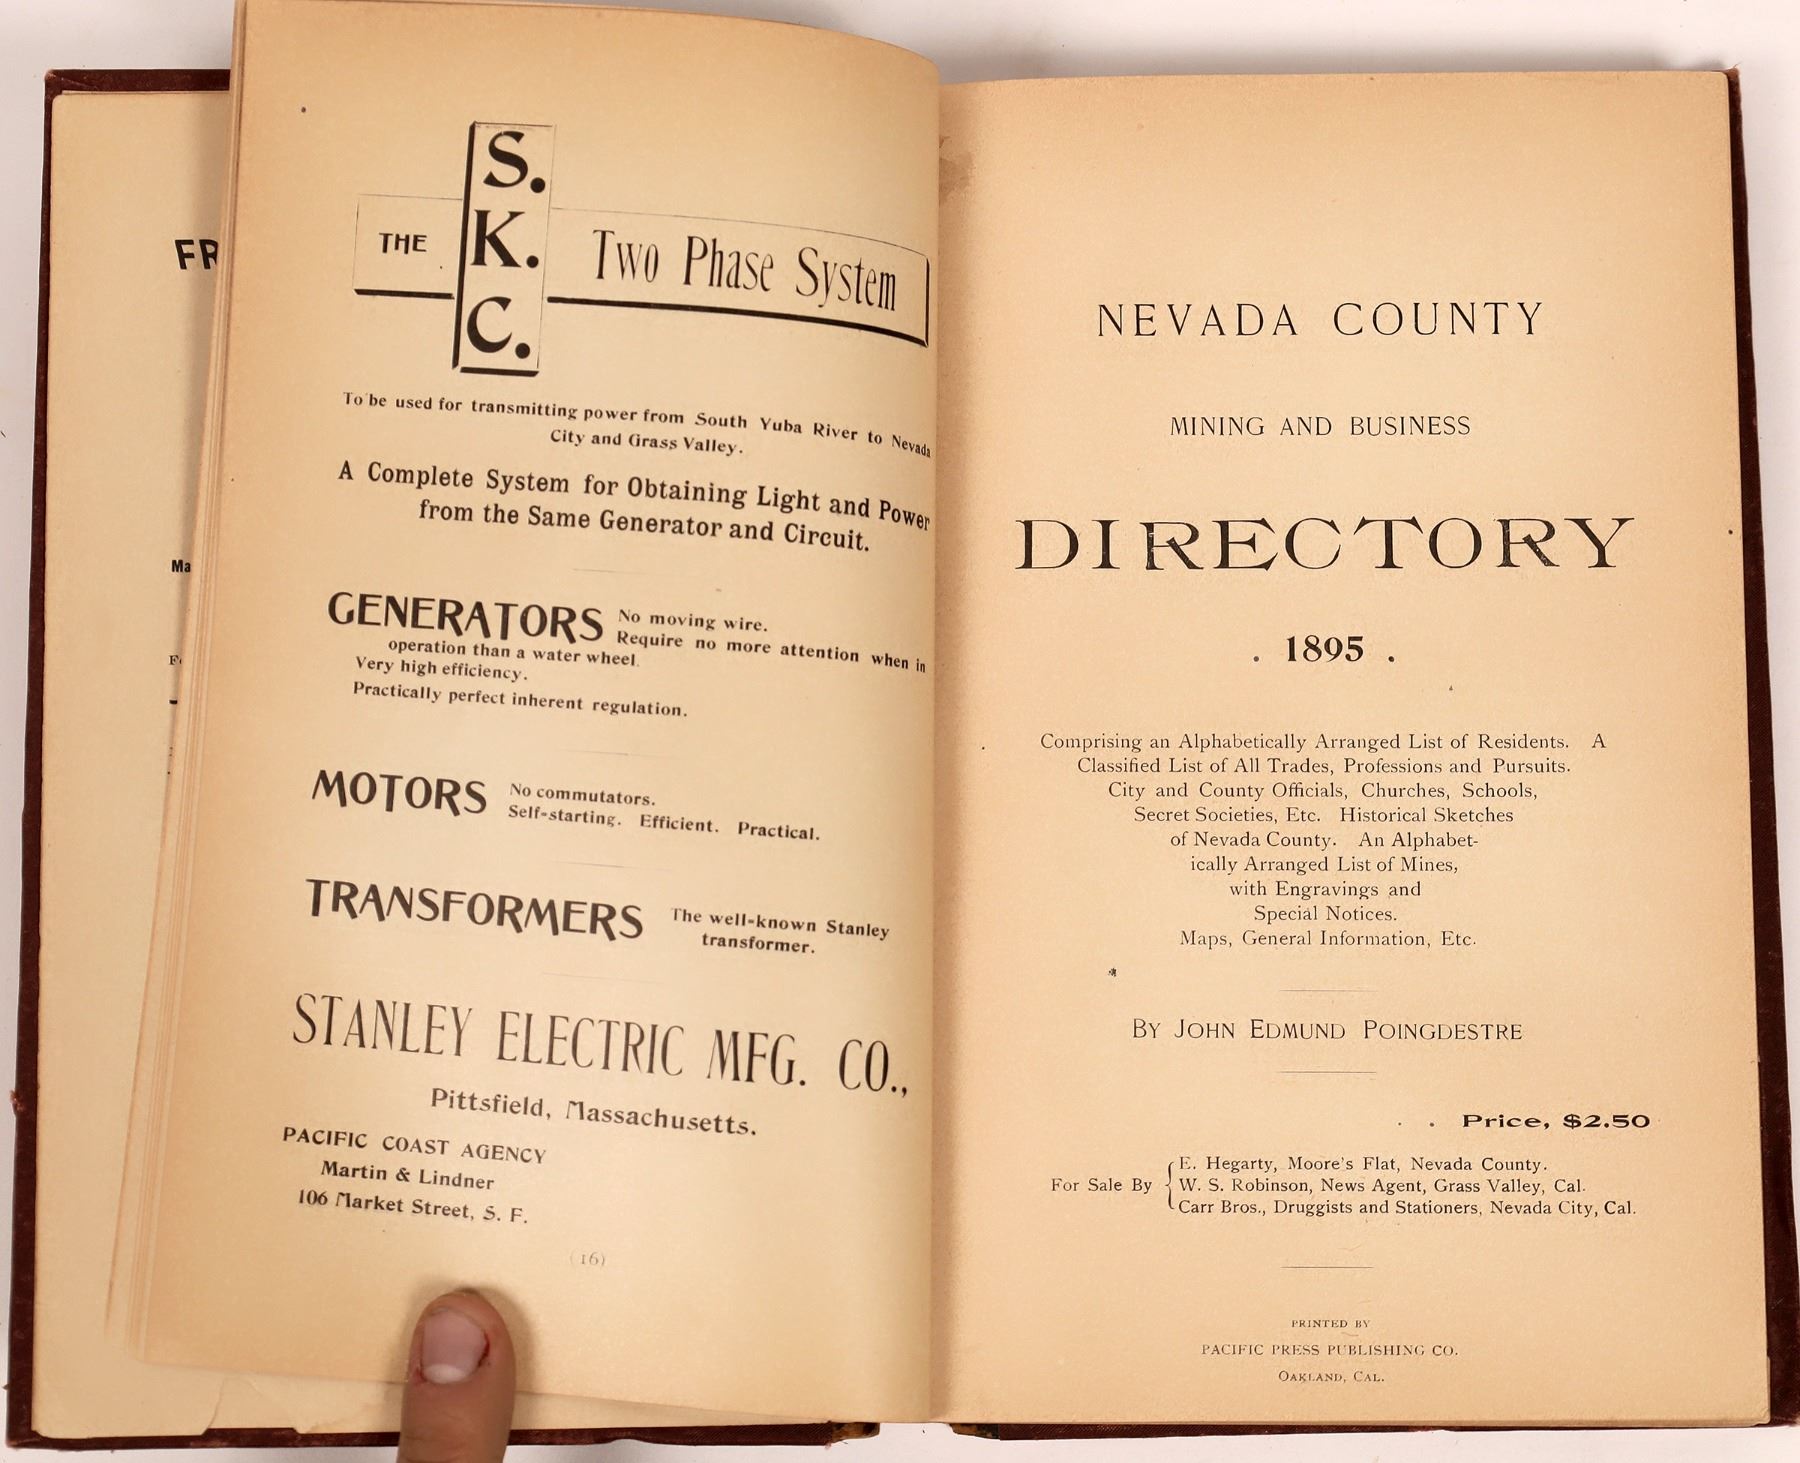 FR
Ma
THE S. K. C. Two Phase System
To be used for transmitting power from South Yuba River to Nevada
City and Grass Valley.
A Complete System for Obtaining Light and Power
from the Same Generator and Circuit.
GENERATORS No moving wire.
Require no more attention when in
operation than a water wheel.
Very high efficiency.
Practically perfect inherent regulation.
MOTORS No commutators.
Self-starting. Efficient. Practical.
TRANSFORMERS The well-known Stanley
transformer.
STANLEY ELECTRIC MFG. CO.,
Pittsfield, Massachusetts.
PACIFIC COAST AGENCY
Martin & Lindner
106 Market Street, S. F.
(16)
NEVADA COUNTY
MINING AND BUSINESS
DIRECTORY
. 1895 .
Comprising an Alphabetically Arranged List of Residents. A
Classified List of All Trades, Professions and Pursuits.
City and County Officials, Churches, Schools,
Secret Societies, Etc. Historical Sketches
of Nevada County. An Alphabet-
ically Arranged List of Mines,
with Engravings and
Special Notices.
Maps, General Information, Etc.
BY JOHN EDMUND POINGDESTRE
. . Price, $2.50
E. Hegarty, Moore's Flat, Nevada County.
For Sale By W. S. Robinson, News Agent, Grass Valley, Cal.
Carr Bros., Druggists and Stationers, Nevada City, Cal.
PRINTED BY
PACIFIC PRESS PUBLISHING CO.
OAKLAND, CAL.